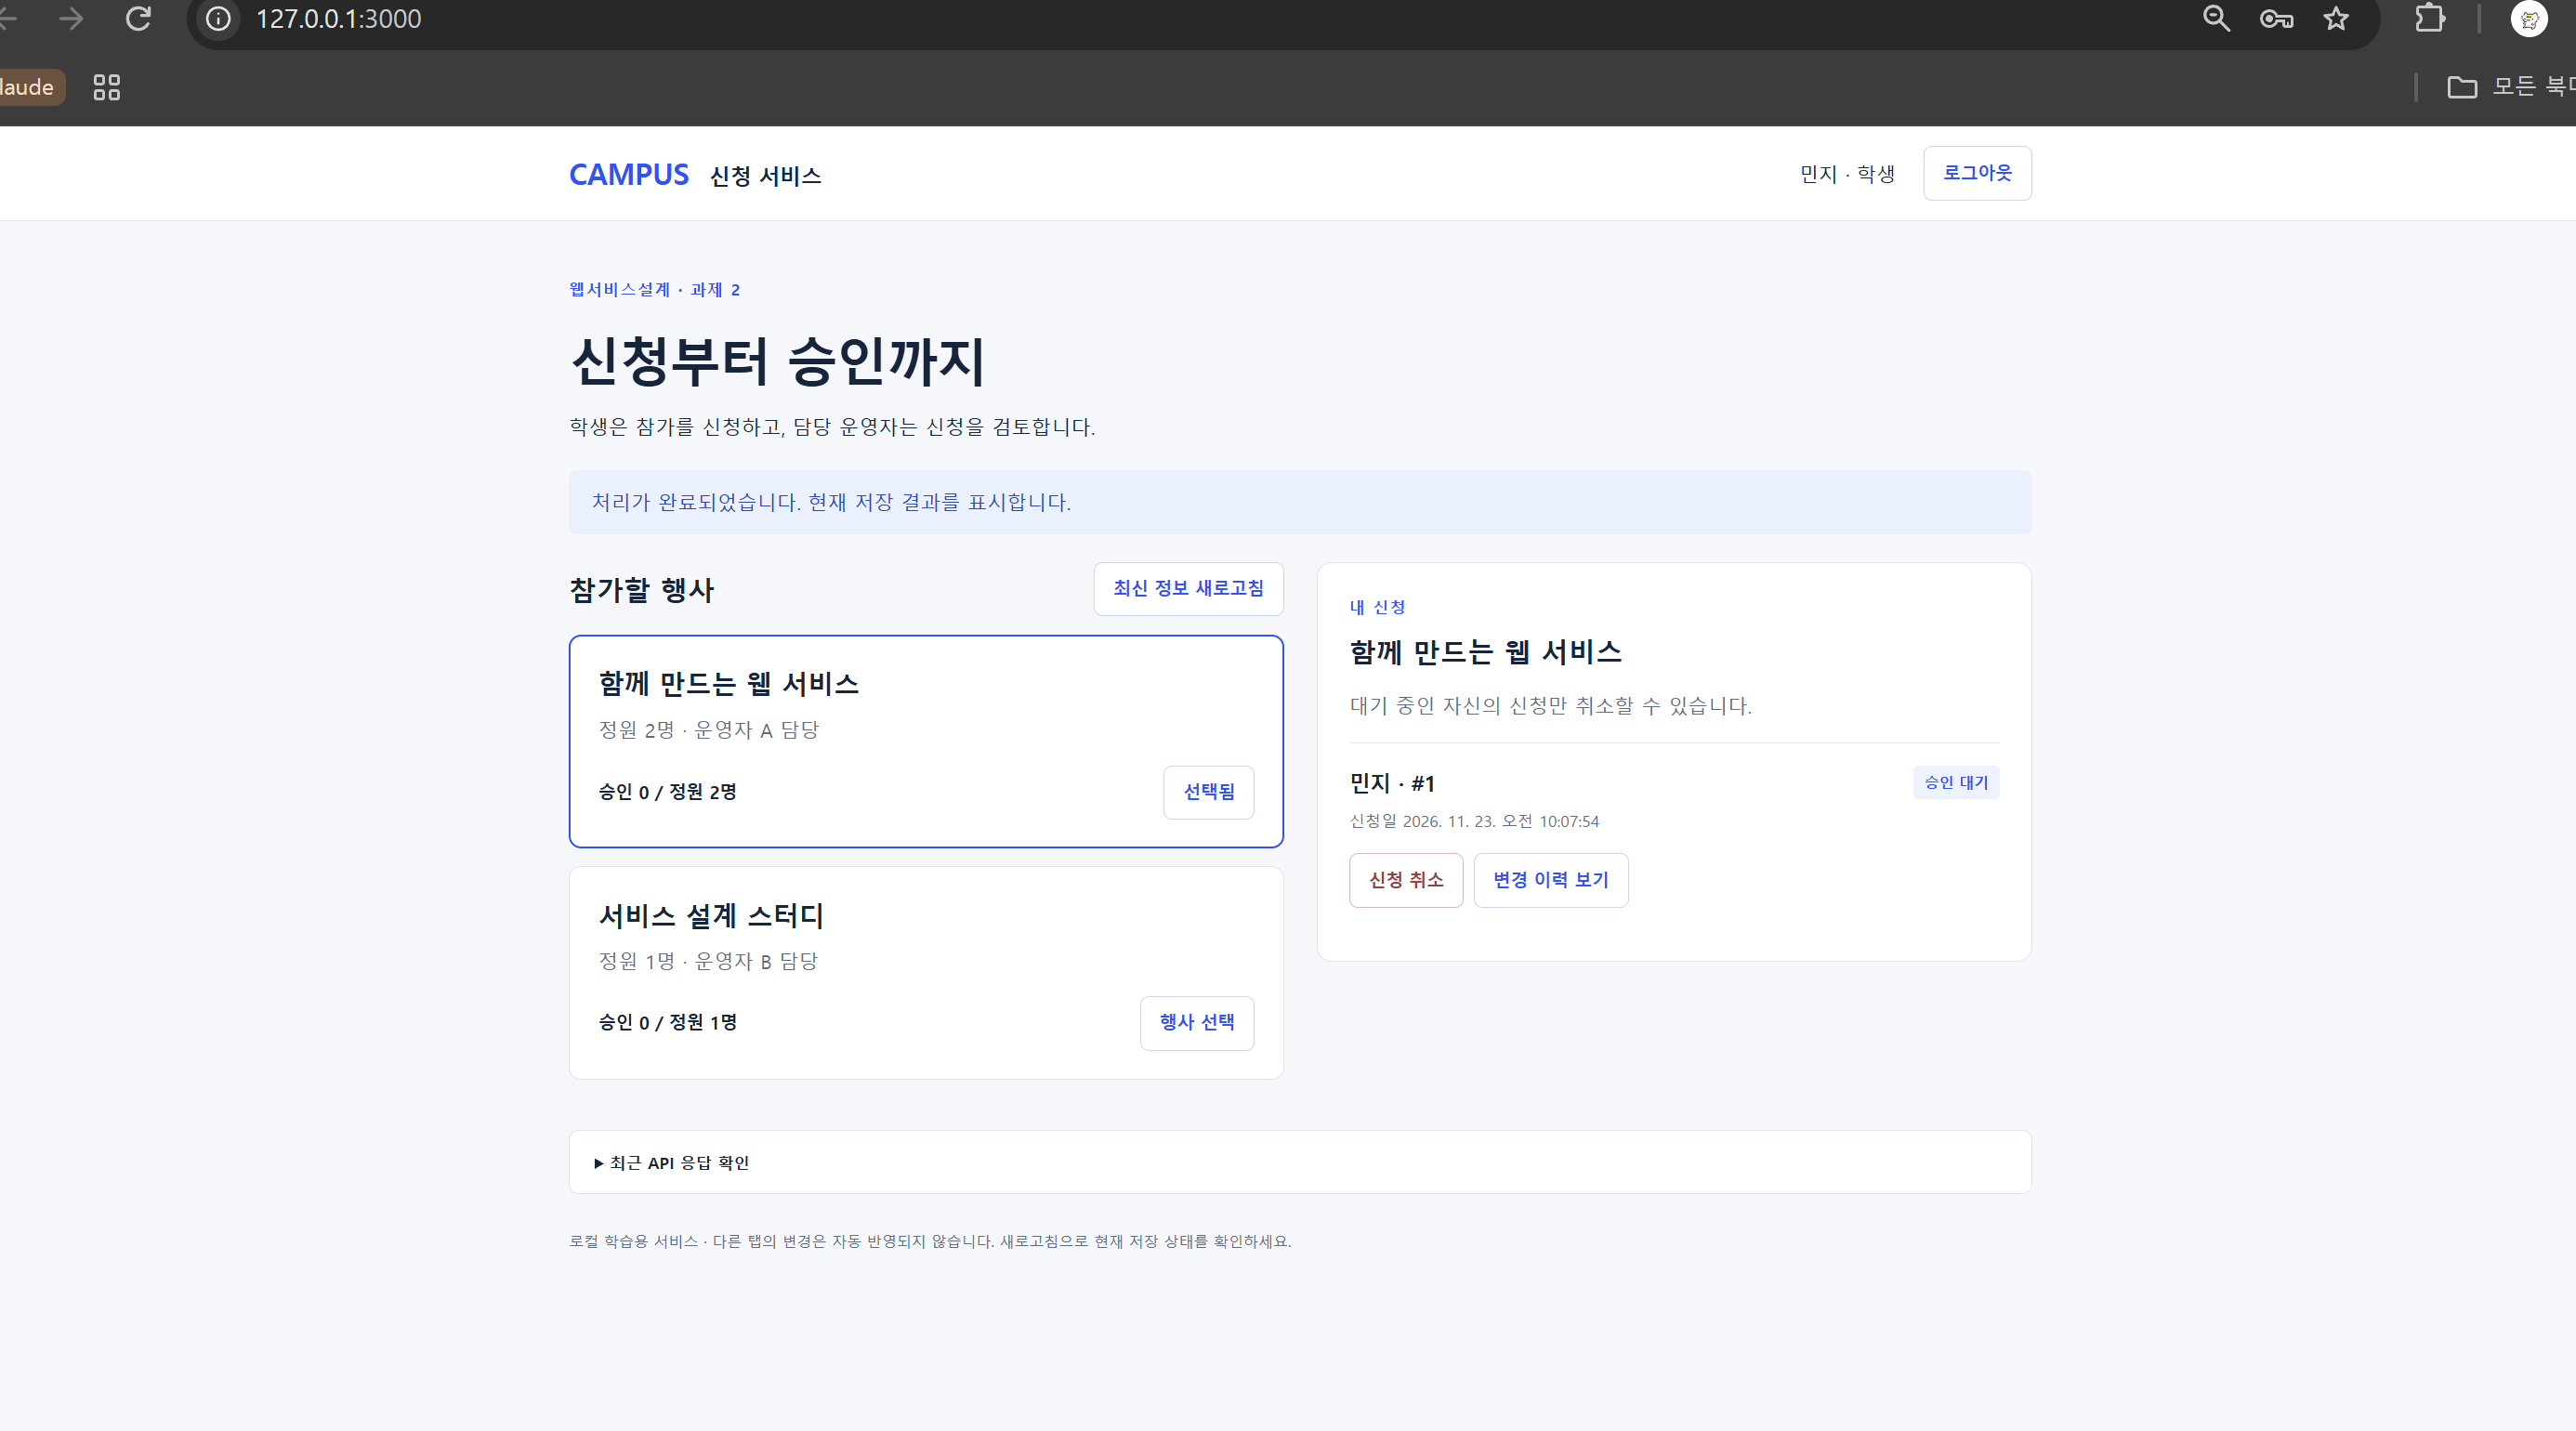 127.0.0.1:3000
laude
모든 북
CAMPUS 신청 서비스
민지 · 학생
로그아웃
웹서비스설계 · 과제 2
신청부터 승인까지
학생은 참가를 신청하고, 담당 운영자는 신청을 검토합니다.
처리가 완료되었습니다. 현재 저장 결과를 표시합니다.
참가할 행사
최신 정보 새로고침
함께 만드는 웹 서비스
정원 2명 · 운영자 A 담당
승인 0 / 정원 2명
선택됨
서비스 설계 스터디
정원 1명 · 운영자 B 담당
승인 0 / 정원 1명
행사 선택
내 신청
함께 만드는 웹 서비스
대기 중인 자신의 신청만 취소할 수 있습니다.
민지 · #1
승인 대기
신청일 2026. 11. 23. 오전 10:07:54
신청 취소
변경 이력 보기
▶ 최근 API 응답 확인
로컬 학습용 서비스 · 다른 탭의 변경은 자동 반영되지 않습니다. 새로고침으로 현재 저장 상태를 확인하세요.